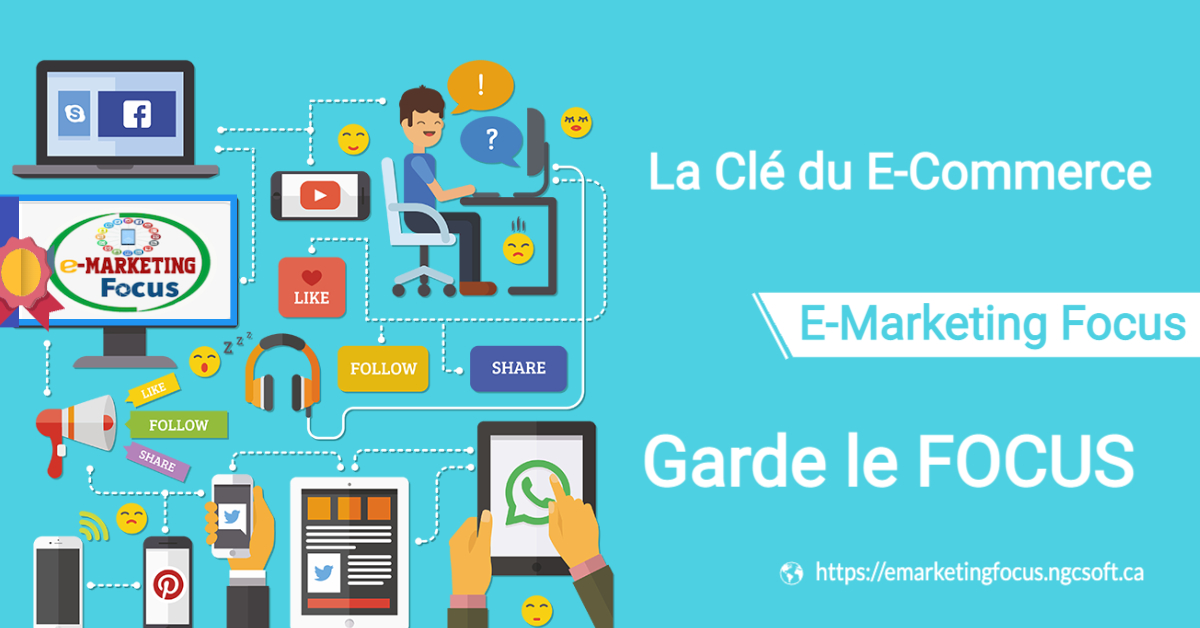 La Clé du E-Commerce
E-Marketing Focus
Garde le FOCUS
https://emarketingfocus.ngcsoft.ca
!
?
e-MARKETING
Focus
LIKE
FOLLOW
SHARE
z z z
LIKE
FOLLOW
SHARE